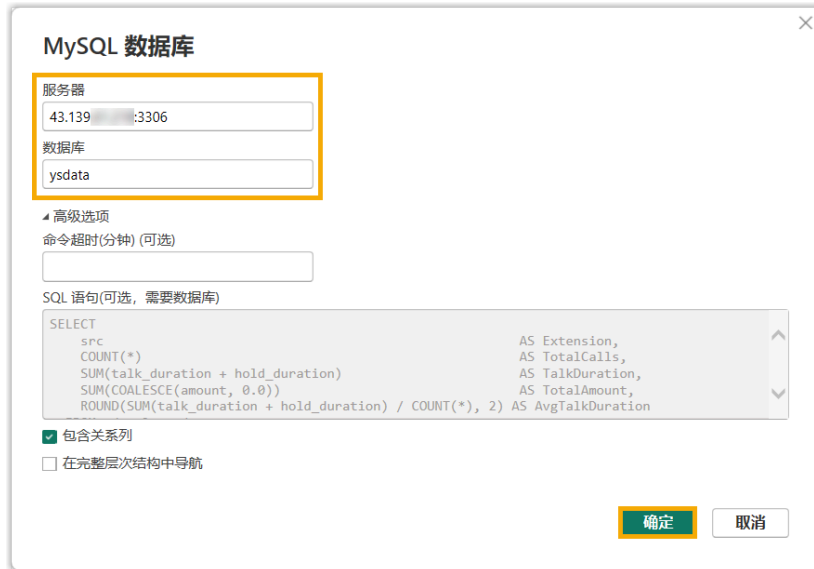 MySQL 数据库
服务器
43.139 :3306
数据库
ysdata
高级选项
命令超时(分钟) (可选)
SQL 语句(可选，需要数据库)
SELECT
src AS Extension,
COUNT(*) AS TotalCalls,
SUM(talk_duration + hold_duration) AS TalkDuration,
SUM(COALESCE(amount, 0.0)) AS TotalAmount,
ROUND(SUM(talk_duration + hold_duration) / COUNT(*), 2) AS AvgTalkDuration
包含关系列
在完整层次结构中导航
确定 取消